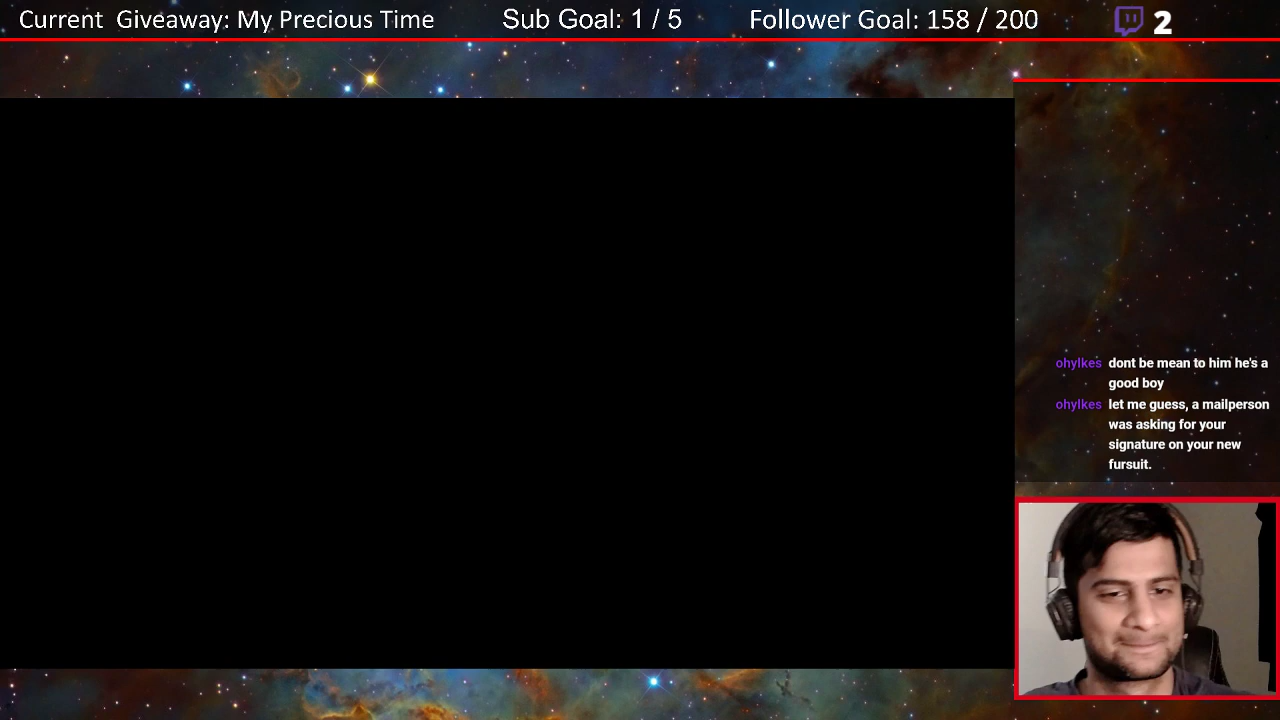 Current  Giveaway: My Precious Time
Sub Goal: 1 / 5
Follower Goal: 158 / 200
2
ohylkes dont be mean to him he's a
good boy
ohylkes let me guess, a mailperson
was asking for your
signature on your new
fursuit.